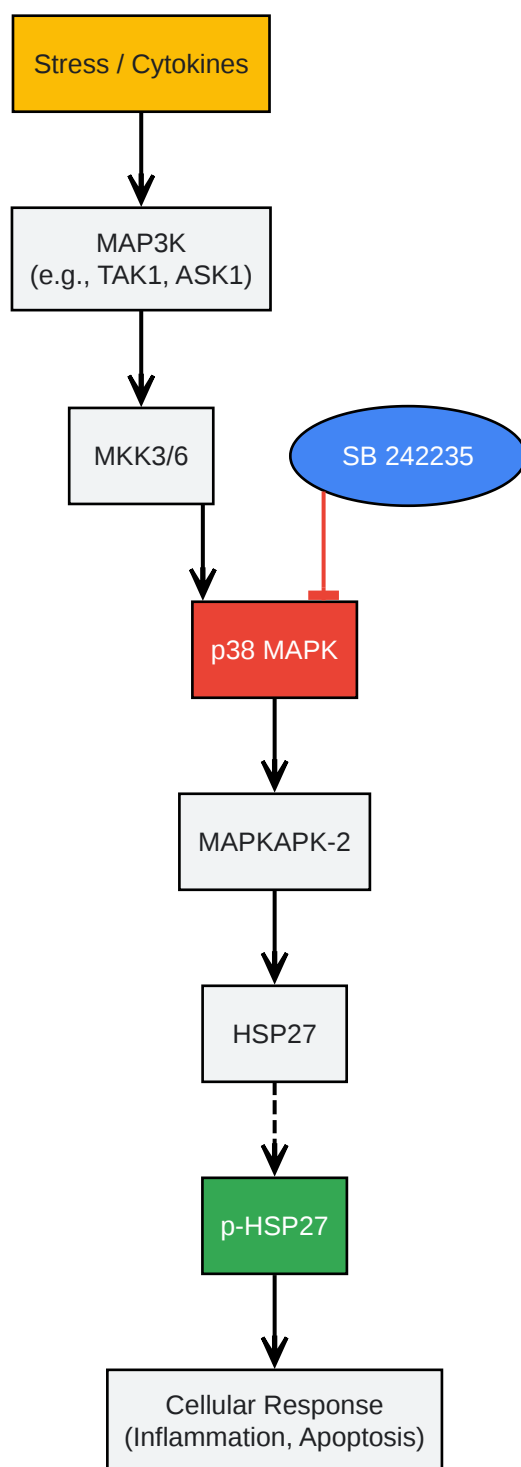 Stress / Cytokines
MAP3K
(e.g., TAK1, ASK1)
MKK3/6
SB 242235
p38 MAPK
MAPKAPK-2
HSP27
p-HSP27
Cellular Response
(Inflammation, Apoptosis)